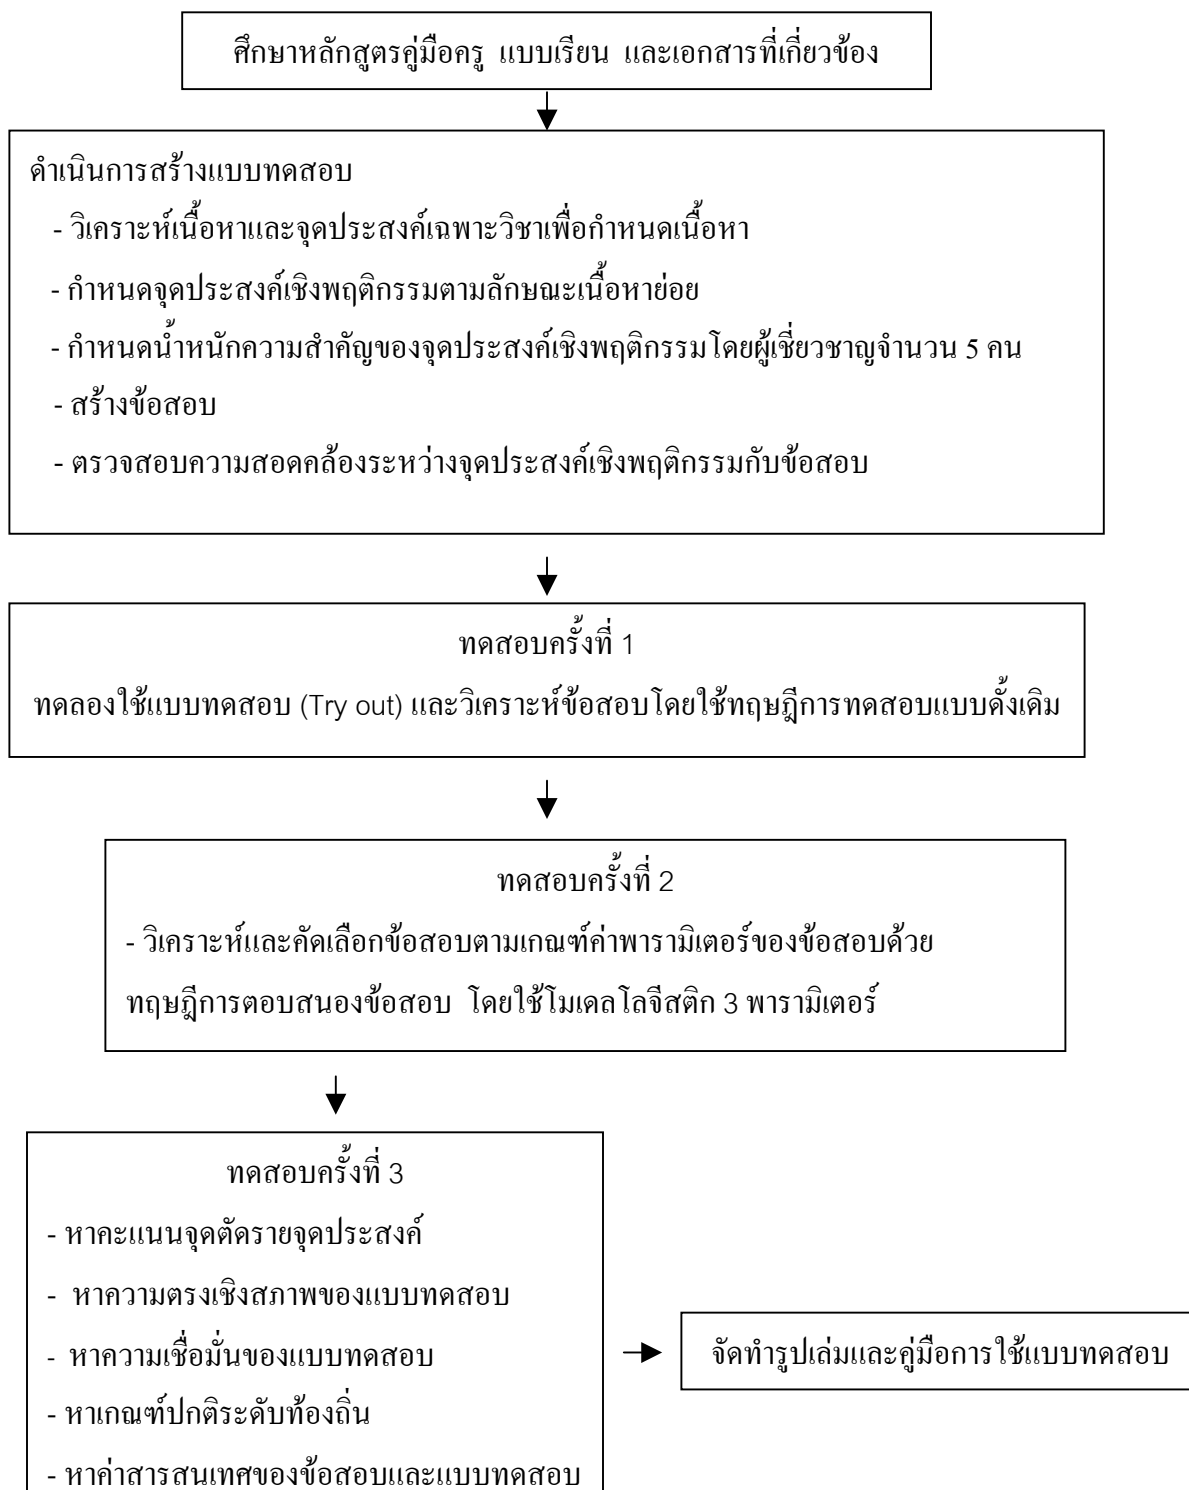 ศึกษาหลักสูตรคู่มือครู แบบเรียน และเอกสารที่เกี่ยวข้อง
ดำเนินการสร้างแบบทดสอบ
- วิเคราะห์เนื้อหาและจุดประสงค์เฉพาะวิชาเพื่อกำหนดเนื้อหา
- กำหนดจุดประสงค์เชิงพฤติกรรมตามลักษณะเนื้อหาย่อย
- กำหนดน้ำหนักความสำคัญของจุดประสงค์เชิงพฤติกรรมโดยผู้เชี่ยวชาญจำนวน 5 คน
- สร้างข้อสอบ
- ตรวจสอบความสอดคล้องระหว่างจุดประสงค์เชิงพฤติกรรมกับข้อสอบ
ทดสอบครั้งที่ 1
ทดลองใช้แบบทดสอบ (Try out) และวิเคราะห์ข้อสอบโดยใช้ทฤษฎีการทดสอบแบบดั้งเดิม
ทดสอบครั้งที่ 2
- วิเคราะห์และคัดเลือกข้อสอบตามเกณฑ์ค่าพารามิเตอร์ของข้อสอบด้วย
ทฤษฎีการตอบสนองข้อสอบ โดยใช้โมเดลโลจีสติก 3 พารามิเตอร์
ทดสอบครั้งที่ 3
- หาคะแนนจุดตัดรายจุดประสงค์
- หาความตรงเชิงสภาพของแบบทดสอบ
- หาความเชื่อมั่นของแบบทดสอบ
- หาเกณฑ์ปกติระดับท้องถิ่น
- หาค่าสารสนเทศของข้อสอบและแบบทดสอบ
จัดทำรูปเล่มและคู่มือการใช้แบบทดสอบ